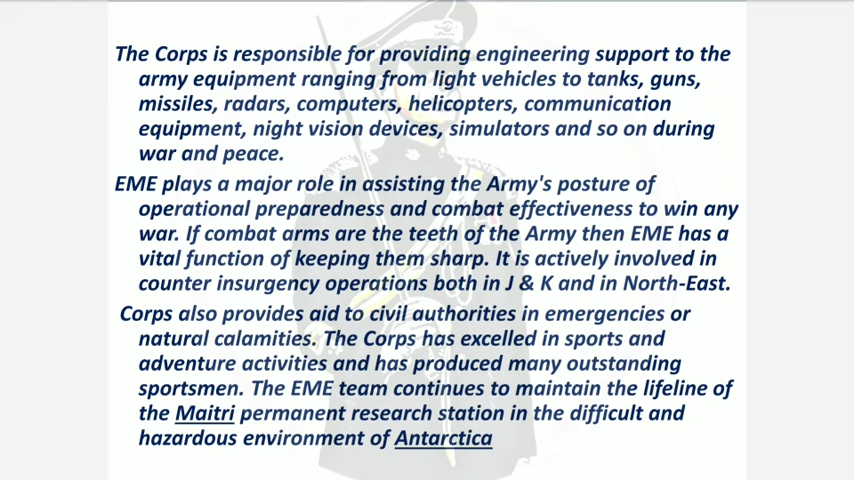 The Corps is responsible for providing engineering support to the
army equipment ranging from light vehicles to tanks, guns,
missiles, radars, computers, helicopters, communication
equipment, night vision devices, simulators and so on during
war and peace.
EME plays a major role in assisting the Army's posture of
operational preparedness and combat effectiveness to win any
war. If combat arms are the teeth of the Army then EME has a
vital function of keeping them sharp. It is actively involved in
counter insurgency operations both in J & K and in North-East.
Corps also provides aid to civil authorities in emergencies or
natural calamities. The Corps has excelled in sports and
adventure activities and has produced many outstanding
sportsmen. The EME team continues to maintain the lifeline of
the Maitri permanent research station in the difficult and
hazardous environment of Antarctica